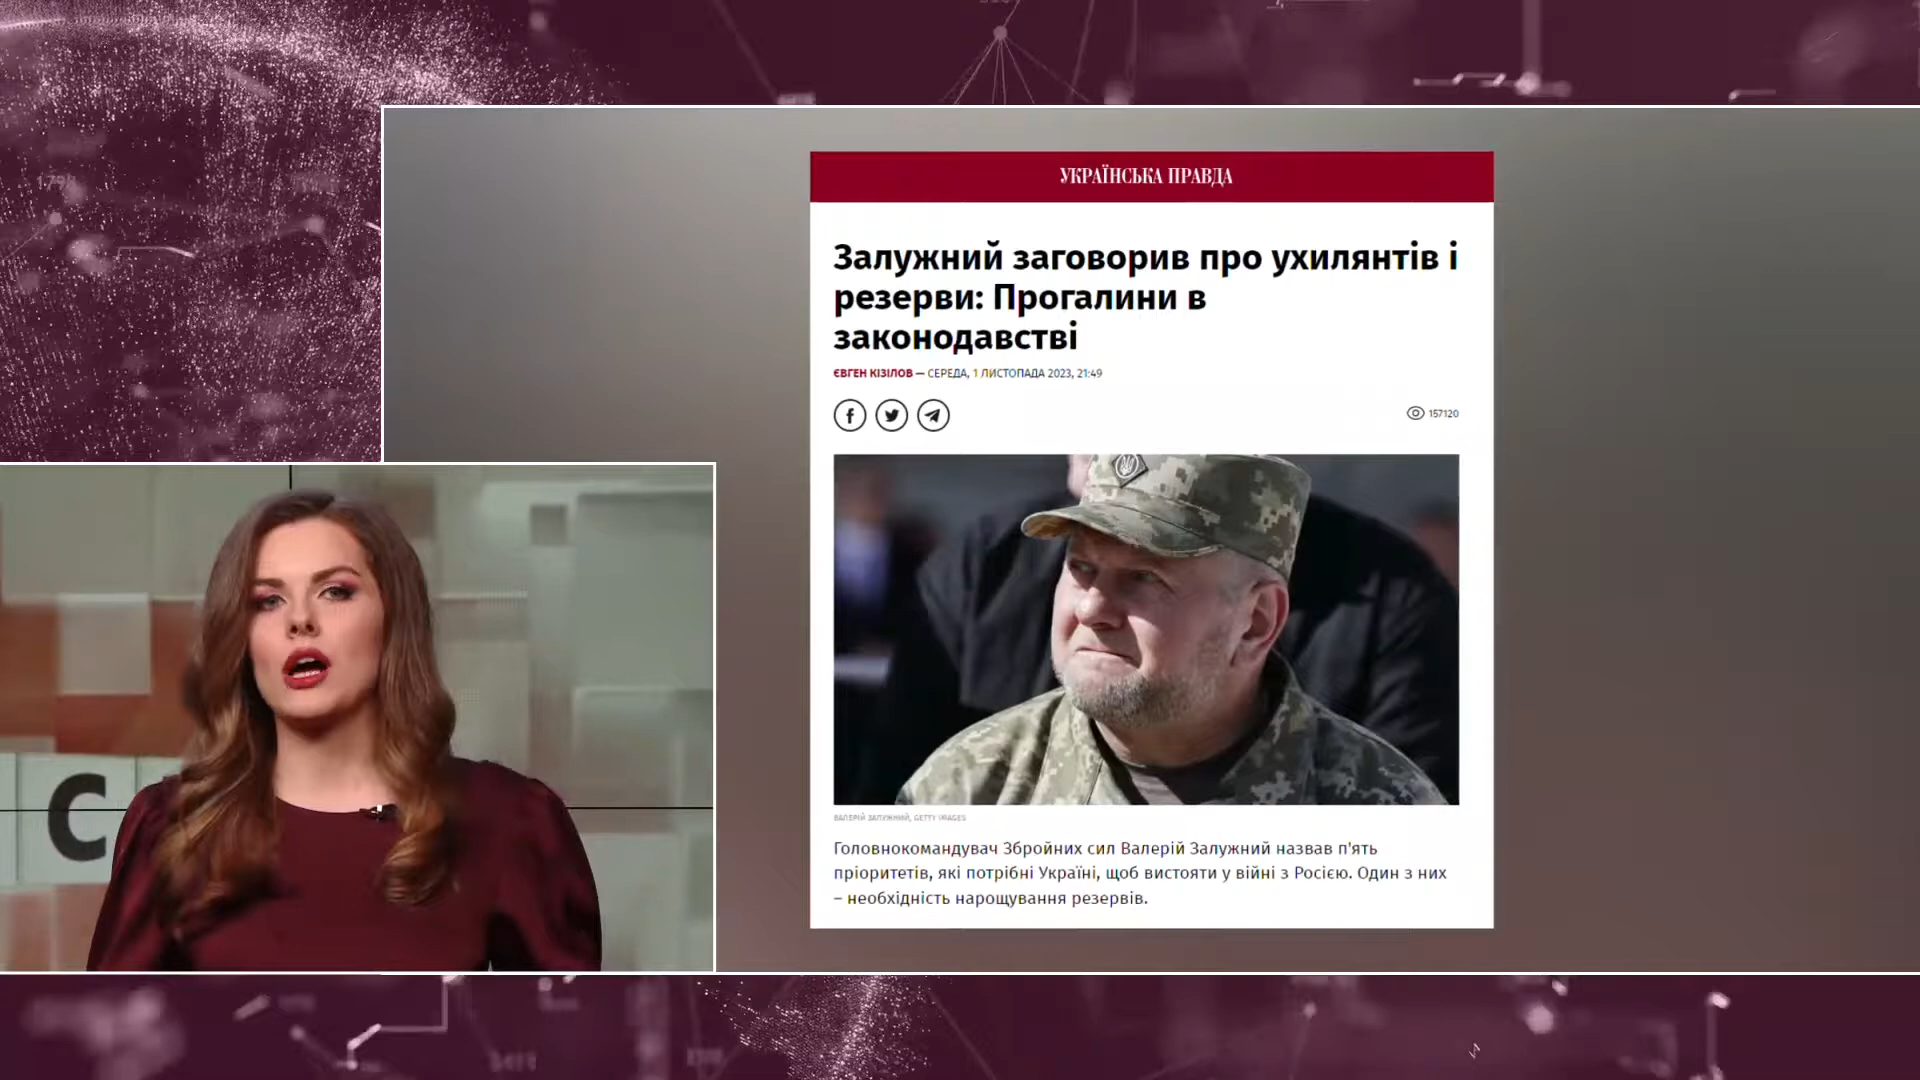 УКРАЇНСЬКА ПРАВДА
Залужний заговорив про ухилянтів і
резерви: Прогалини в
законодавстві
ЄВГЕН КІЗІЛОВ — СЕРЕДА, 1 ЛИСТОПАДА 2023, 21:49
157120
ВАЛЕРІЙ ЗАЛУЖНИЙ, GETTY IMAGES
Головнокомандувач Збройних сил Валерій Залужний назвав п'ять
пріоритетів, які потрібні Україні, щоб вистояти у війні з Росією. Один з них
– необхідність нарощування резервів.
С